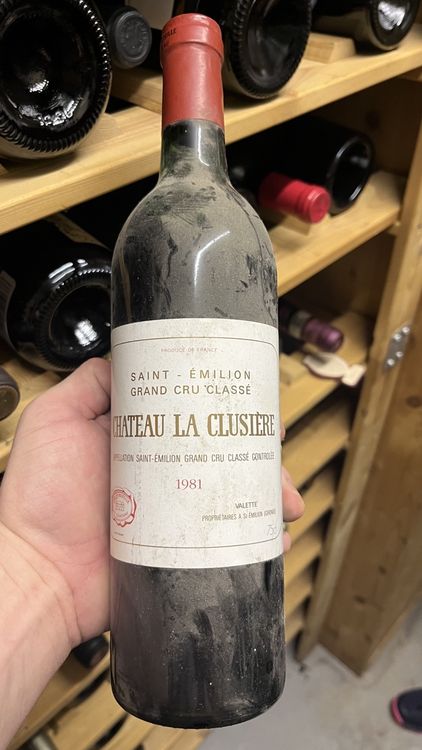 PRODUCE OF FRANCE
SAINT - ÉMILION
GRAND CRU CLASSÉ
CHATEAU LA CLUSIÈRE
APPELLATION SAINT-ÉMILION GRAND CRU CLASSÉ CONTROLÉE
1981
VALETTE
PROPRIÉTAIRES A St-ÉMILION
75cl